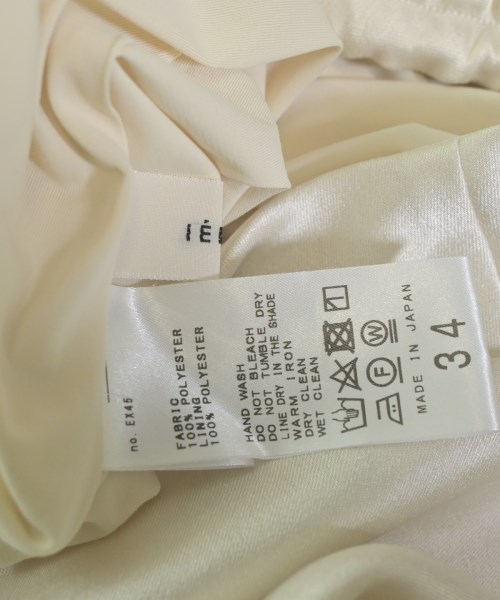 no. EX45
FABRIC
100% POLYESTER
LINING
100% POLYESTER
HAND WASH
DO NOT BLEACH
DO NOT TUMBLE DRY
LINE DRY IN THE SHADE
WARM IRON
DRY CLEAN
WET CLEAN
F W
MADE IN JAPAN
34